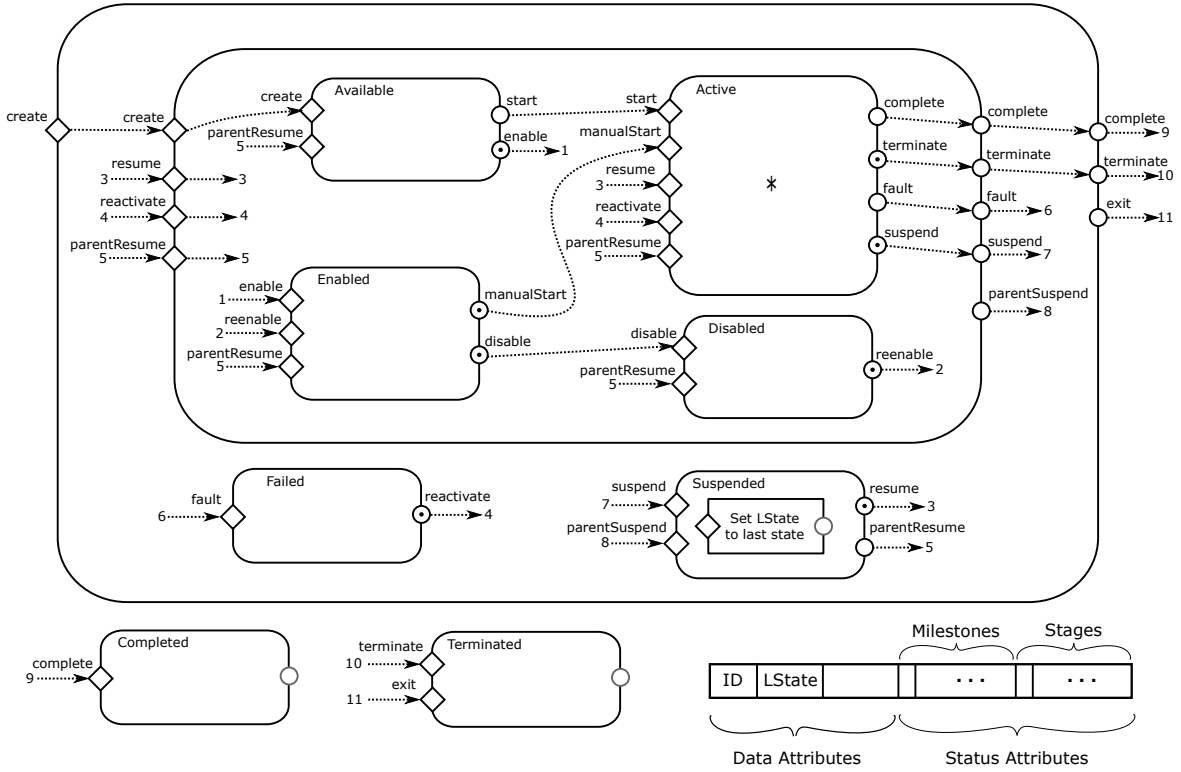 create
create
resume
3
3
reactivate
4
4
parentResume
5
5
Available
create
parentResume
5
start
enable
1
Active
start
manualStart
resume
3
reactivate
4
parentResume
5
*
complete
terminate
fault
suspend
complete
terminate
fault
6
suspend
7
parentSuspend
8
complete
9
terminate
10
exit
11
Enabled
enable
1
reenable
2
parentResume
5
manualStart
disable
Disabled
disable
parentResume
5
reenable
2
Failed
fault
6
reactivate
4
Suspended
suspend
7
parentSuspend
8
Set LState
to last state
resume
3
parentResume
5
Completed
complete
9
Terminated
terminate
10
exit
11
Milestones
Stages
ID
LState
...
...
Data Attributes
Status Attributes